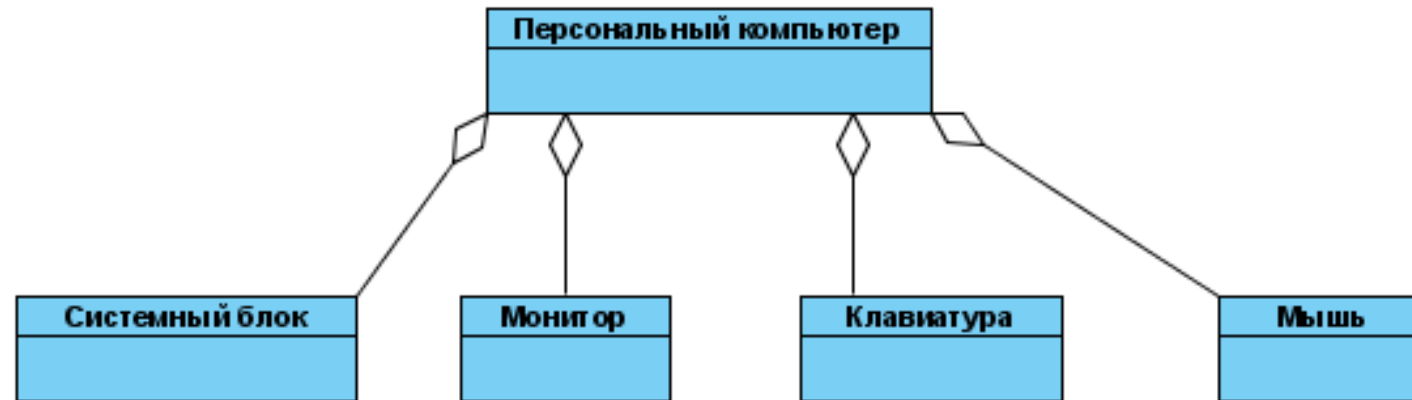 Персональный компьютер
Системный блок
Монитор
Клавиатура
Мышь